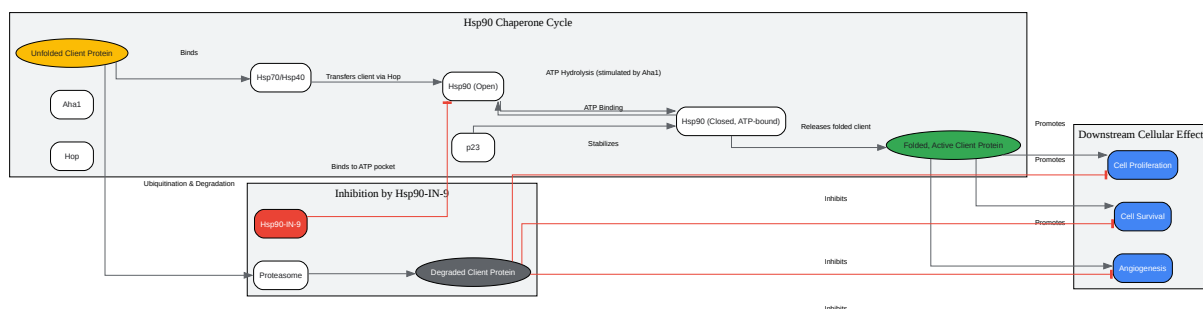 Hsp90 Chaperone Cycle
Unfolded Client Protein
Binds
Hsp70/Hsp40
Transfers client via Hop
Hsp90 (Open)
ATP Hydrolysis (stimulated by Aha1)
ATP Binding
Aha1
Hsp90 (Closed, ATP-bound)
Releases folded client
Promotes
Downstream Cellular Effect
Hop
p23
Stabilizes
Folded, Active Client Protein
Promotes
Cell Proliferation
Binds to ATP pocket
Ubiquitination & Degradation
Inhibition by Hsp90-IN-9
Inhibits
Hsp90-IN-9
Promotes
Cell Survival
Proteasome
Degraded Client Protein
Inhibits
Angiogenesis
Inhibits